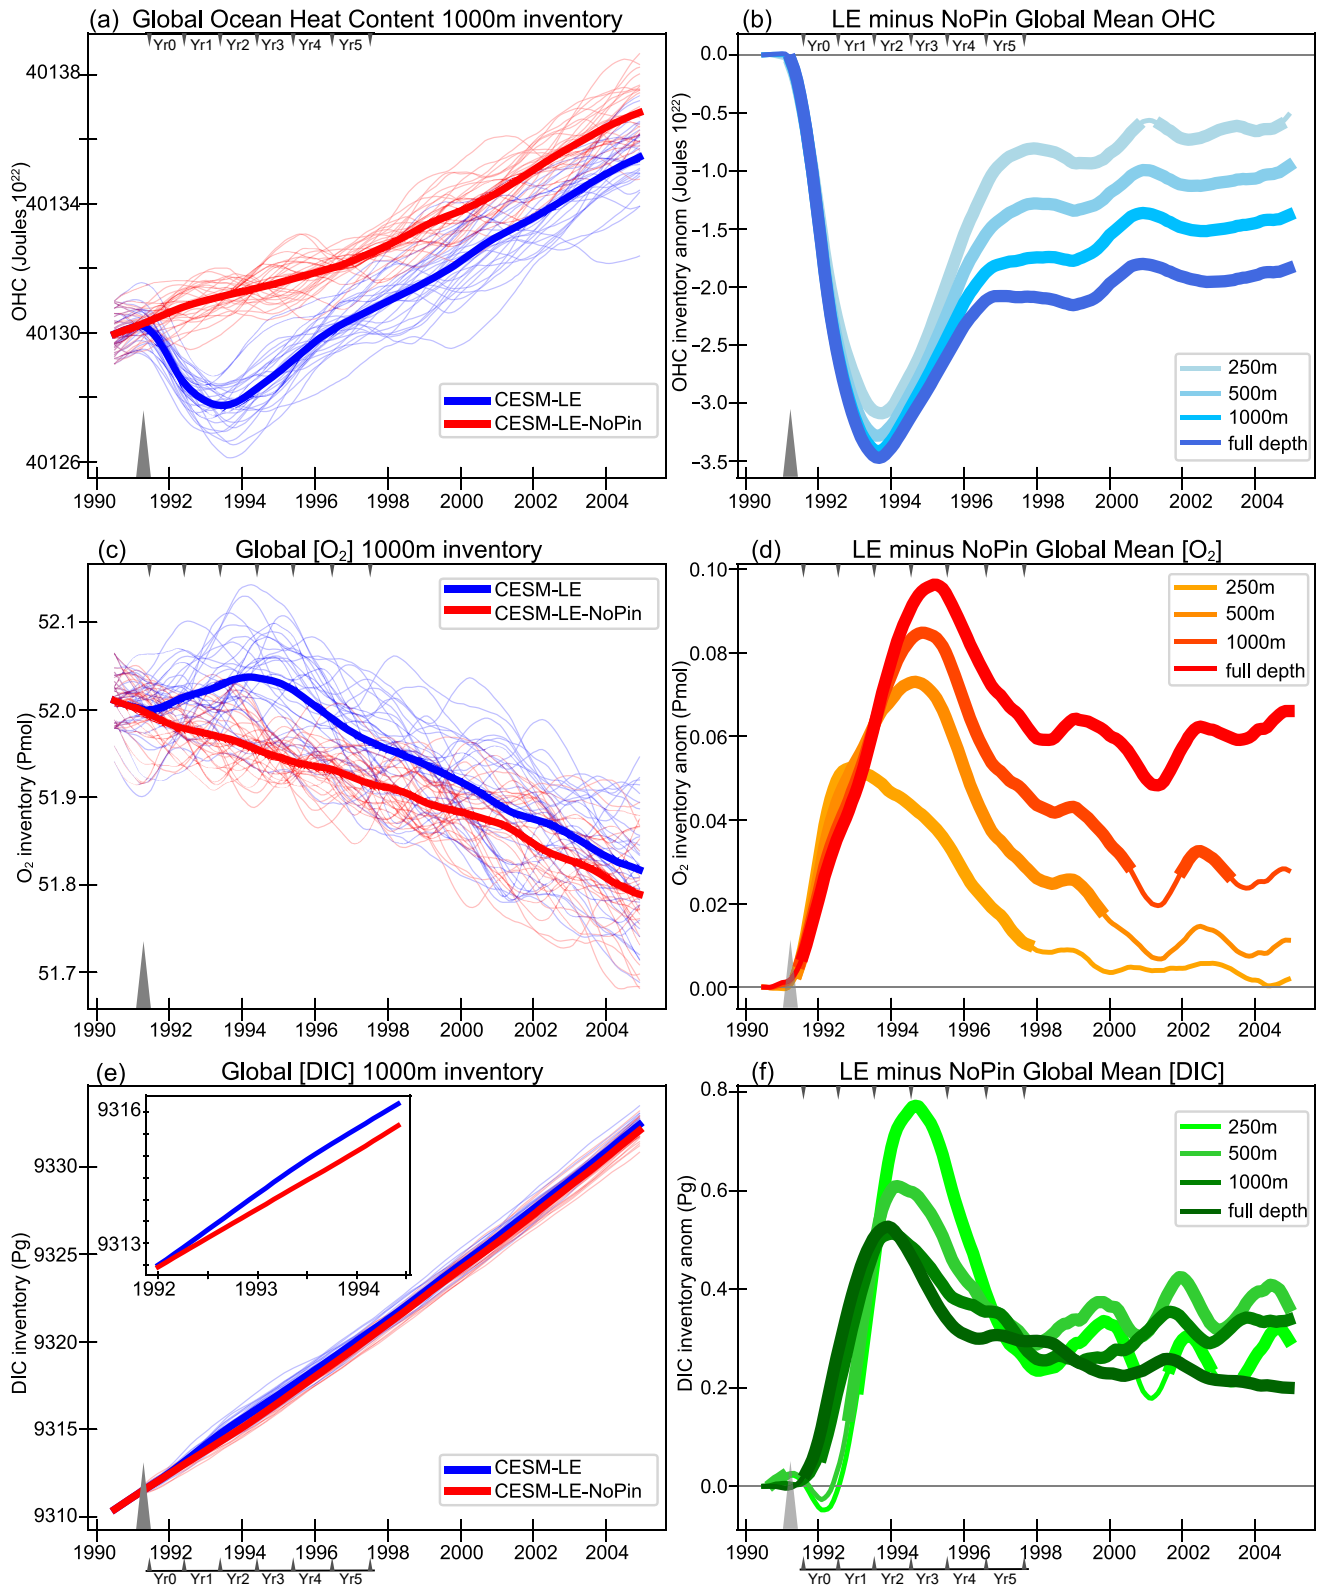 (a) Global Ocean Heat Content 1000m inventory
Yr0 Yr1 Yr2 Yr3 Yr4 Yr5
OHC (Joules 10²²)
40138
40134
40130
40126
CESM-LE
CESM-LE-NoPin
1990 1992 1994 1996 1998 2000 2002 2004
(b) LE minus NoPin Global Mean OHC
Yr0 Yr1 Yr2 Yr3 Yr4 Yr5
OHC inventory anom (Joules 10²²)
0.0
−0.5
−1.0
−1.5
−2.0
−2.5
−3.0
−3.5
250m
500m
1000m
full depth
1990 1992 1994 1996 1998 2000 2002 2004
(c) Global [O₂] 1000m inventory
O₂ inventory (Pmol)
52.1
52.0
51.9
51.8
51.7
CESM-LE
CESM-LE-NoPin
1990 1992 1994 1996 1998 2000 2002 2004
(d) LE minus NoPin Global Mean [O₂]
O₂ inventory anom (Pmol)
0.10
0.08
0.06
0.04
0.02
0.00
250m
500m
1000m
full depth
1990 1992 1994 1996 1998 2000 2002 2004
(e) Global [DIC] 1000m inventory
DIC inventory (Pg)
9330
9325
9320
9315
9310
9316
9313
1992 1993 1994
CESM-LE
CESM-LE-NoPin
1990 1992 1994 1996 1998 2000 2002 2004
Yr0 Yr1 Yr2 Yr3 Yr4 Yr5
(f) LE minus NoPin Global Mean [DIC]
DIC inventory anom (Pg)
0.8
0.6
0.4
0.2
0.0
250m
500m
1000m
full depth
1990 1992 1994 1996 1998 2000 2002 2004
Yr0 Yr1 Yr2 Yr3 Yr4 Yr5